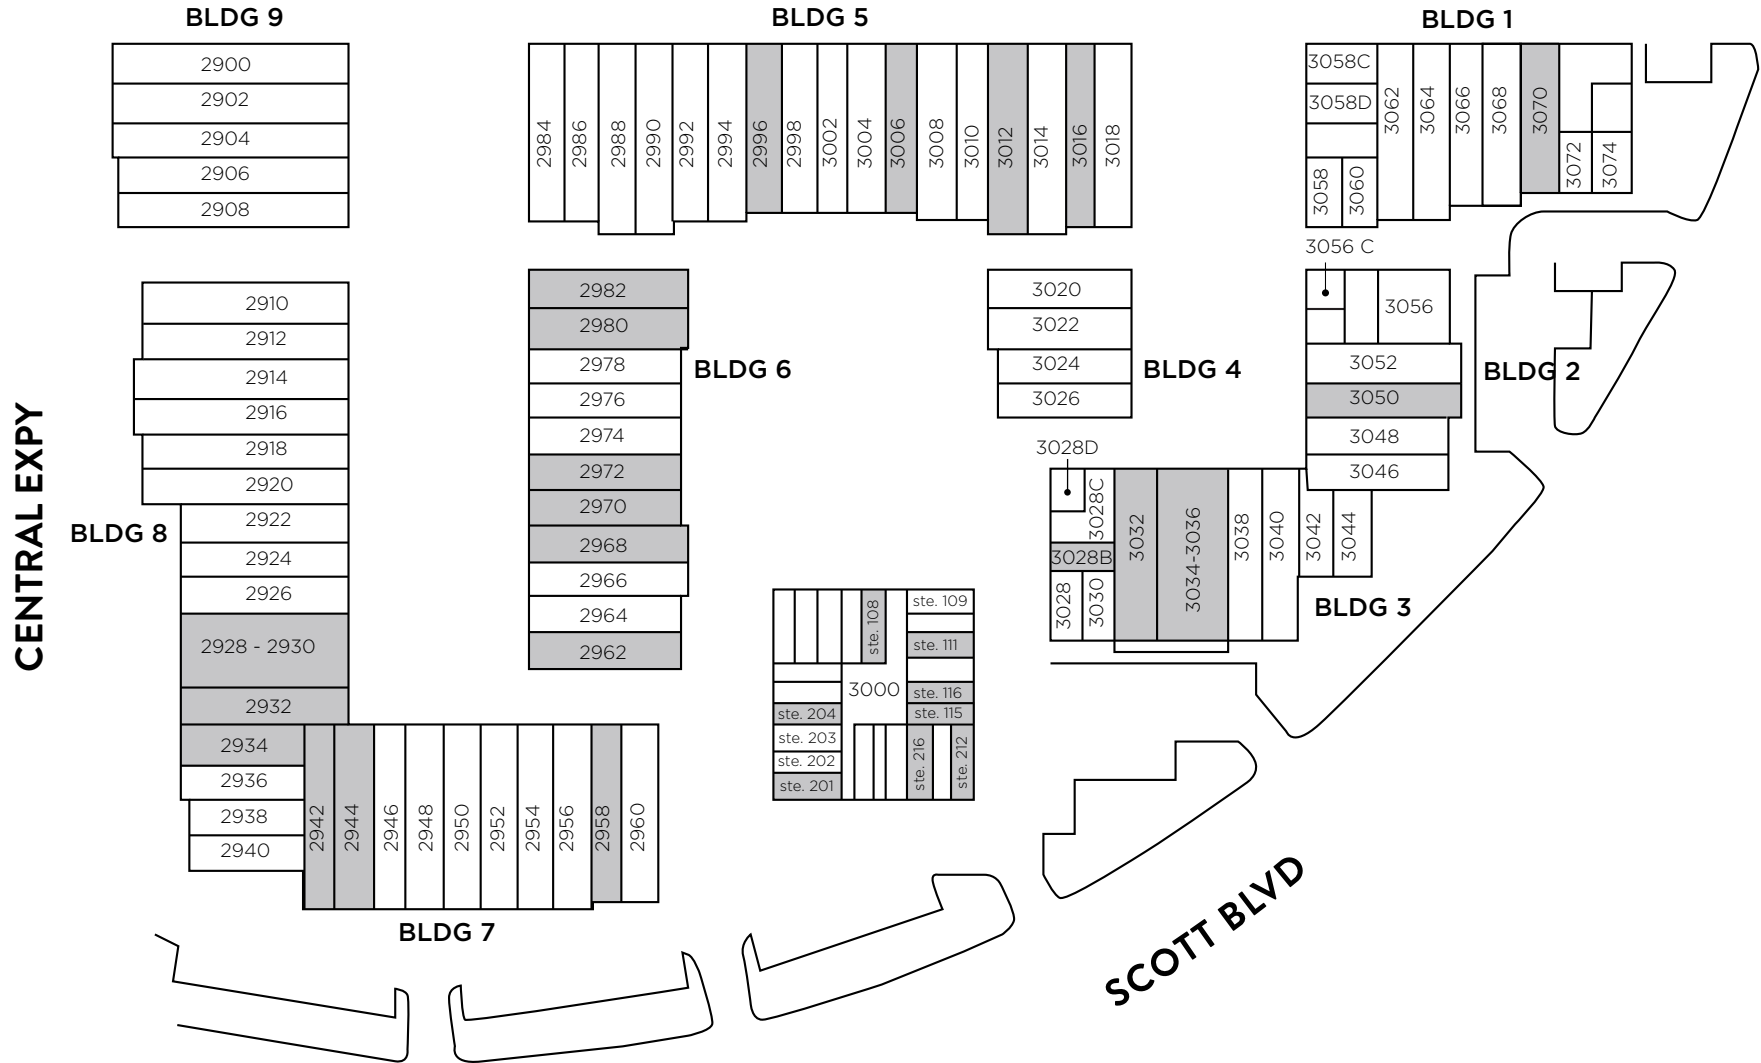 BLDG 9
2900
2902
2904
2906
2908
BLDG 5
2984
2986
2988
2990
2992
2994
2996
2998
3002
3004
3006
3008
3010
3012
3014
3016
3018
BLDG 1
3058C
3058D
3058
3060
3062
3064
3066
3068
3070
3072
3074
3056 C
3056
3052
3050
3048
3046
BLDG 2
3020
3022
3024
3026
BLDG 4
2982
2980
2978
2976
2974
2972
2970
2968
2966
2964
2962
BLDG 6
CENTRAL EXPY
2910
2912
2914
2916
2918
2920
2922
2924
2926
2928 - 2930
2932
2934
2936
2938
2940
BLDG 8
2942
2944
2946
2948
2950
2952
2954
2956
2958
2960
BLDG 7
3028D
3028C
3028B
3028
3030
3032
3034-3036
3038
3040
3042
3044
BLDG 3
ste. 108
ste. 109
ste. 111
3000
ste. 116
ste. 115
ste. 204
ste. 203
ste. 202
ste. 201
ste. 216
ste. 212
SCOTT BLVD